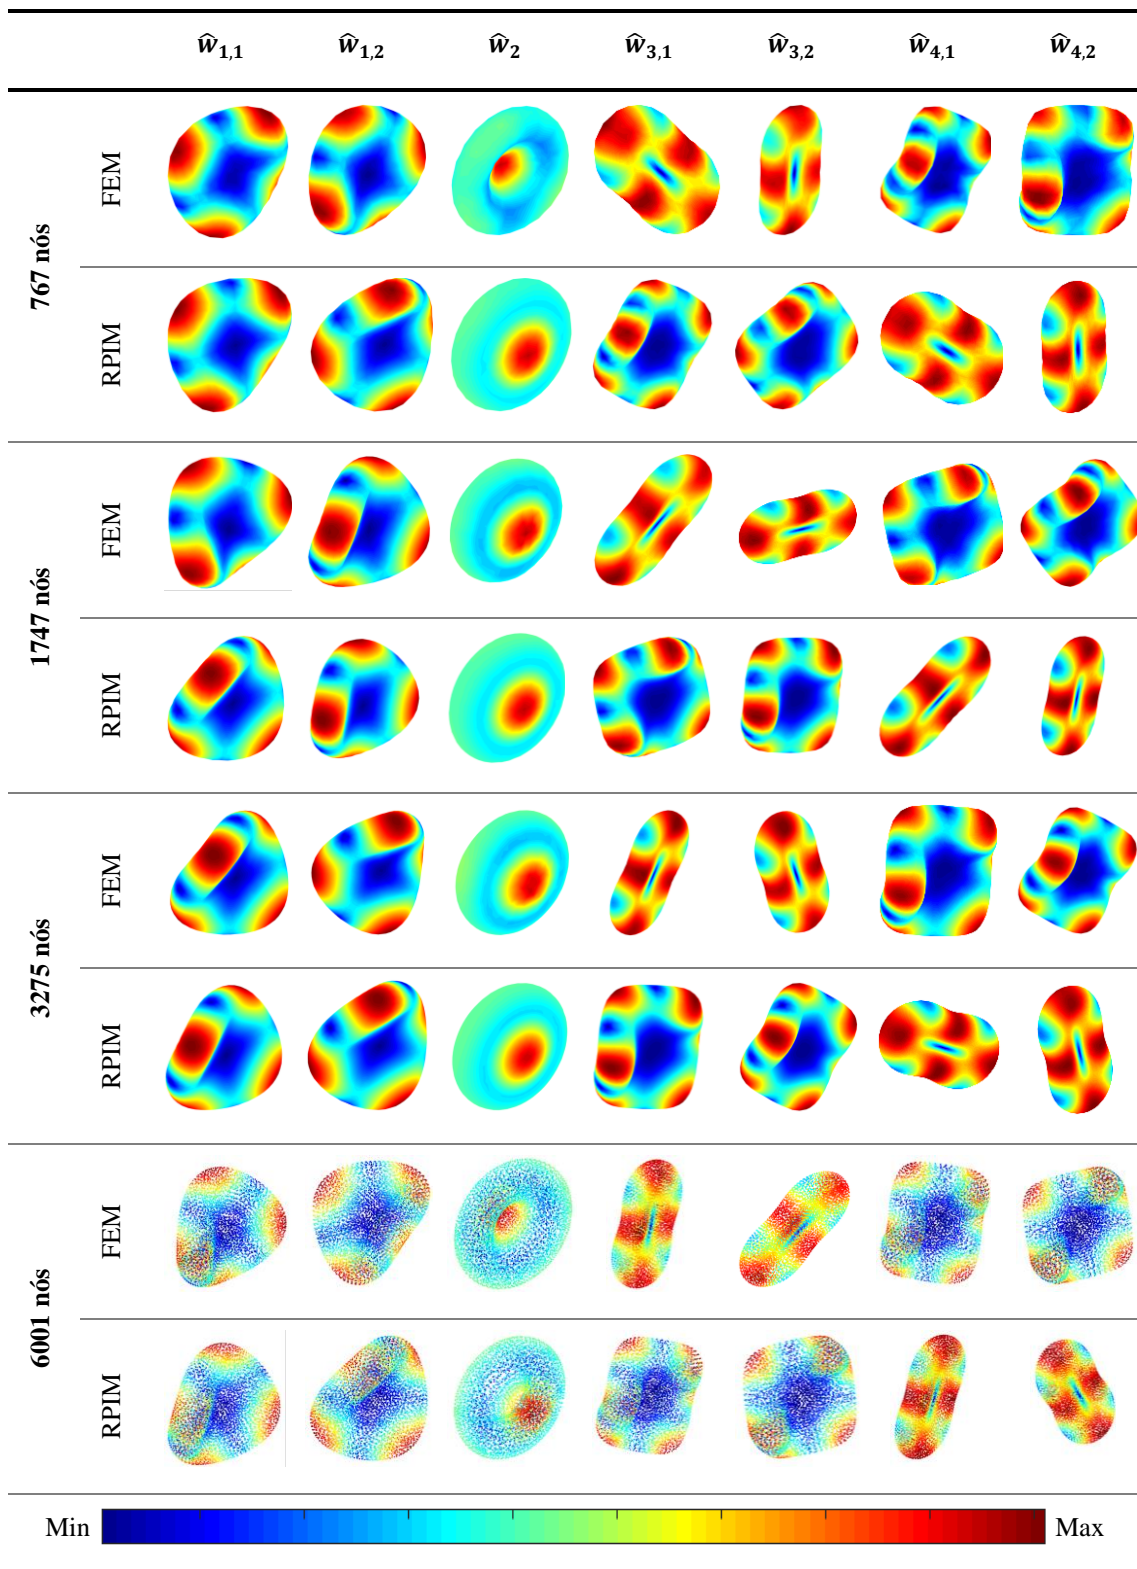 ŵ₁,₁ ŵ₁,₂ ŵ₂ ŵ₃,₁ ŵ₃,₂ ŵ₄,₁ ŵ₄,₂
767 nós
FEM
RPIM
1747 nós
FEM
RPIM
3275 nós
FEM
RPIM
6001 nós
FEM
RPIM
Min Max